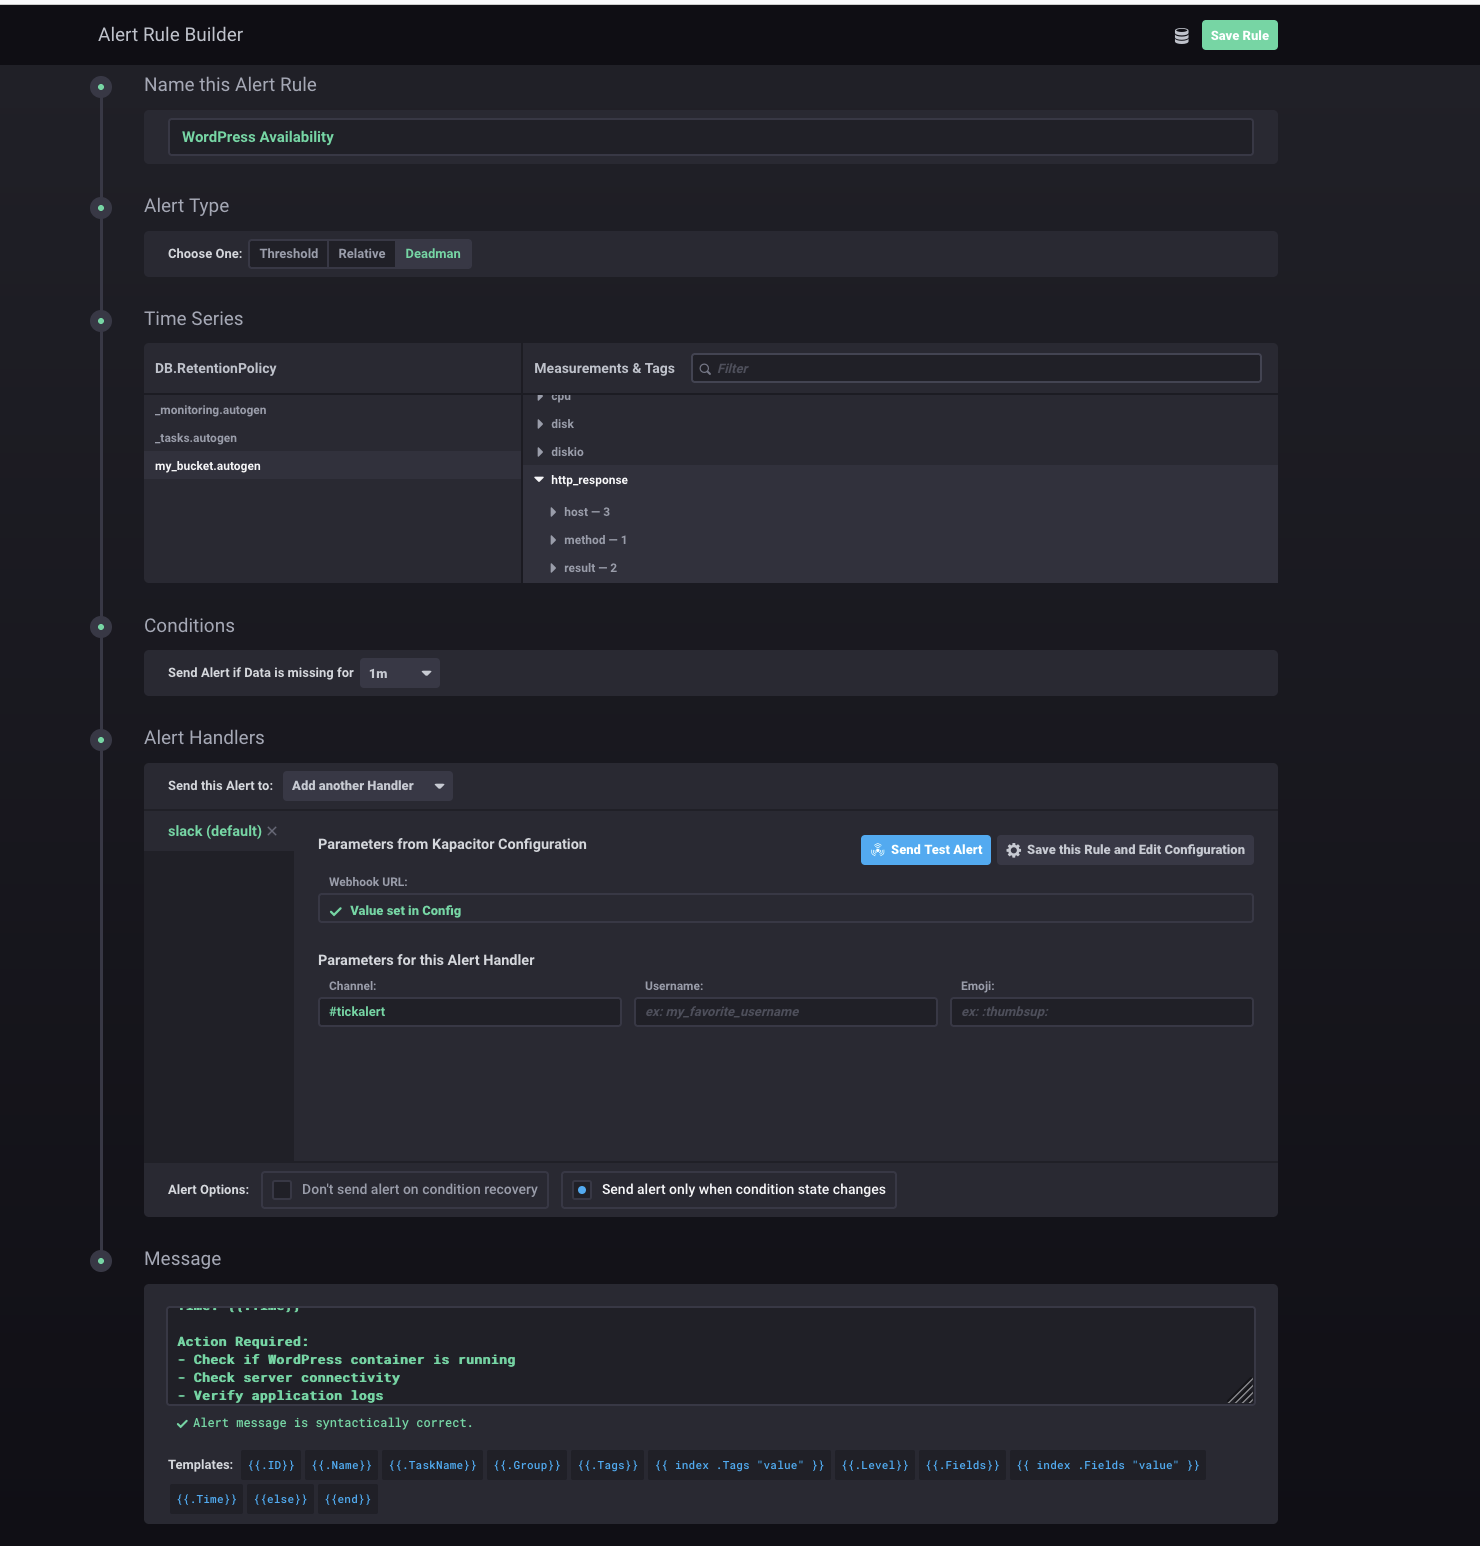 Alert Rule Builder
Save Rule
Name this Alert Rule
WordPress Availability
Alert Type
Choose One: Threshold Relative Deadman
Time Series
DB.RetentionPolicy
_monitoring.autogen
_tasks.autogen
my_bucket.autogen
Measurements & Tags Filter
cpu
disk
diskio
http_response
host — 3
method — 1
result — 2
Conditions
Send Alert if Data is missing for 1m
Alert Handlers
Send this Alert to: Add another Handler
slack (default)
Parameters from Kapacitor Configuration
Send Test Alert
Save this Rule and Edit Configuration
Webhook URL:
Value set in Config
Parameters for this Alert Handler
Channel: Username: Emoji:
#tickalert ex: my_favorite_username ex: :thumbsup:
Alert Options: Don't send alert on condition recovery Send alert only when condition state changes
Message
Time: {{.Time}}
Action Required:
- Check if WordPress container is running
- Check server connectivity
- Verify application logs
Alert message is syntactically correct.
Templates: {{.ID}} {{.Name}} {{.TaskName}} {{.Group}} {{.Tags}} {{ index .Tags "value" }} {{.Level}} {{.Fields}} {{ index .Fields "value" }}
{{.Time}} {{else}} {{end}}